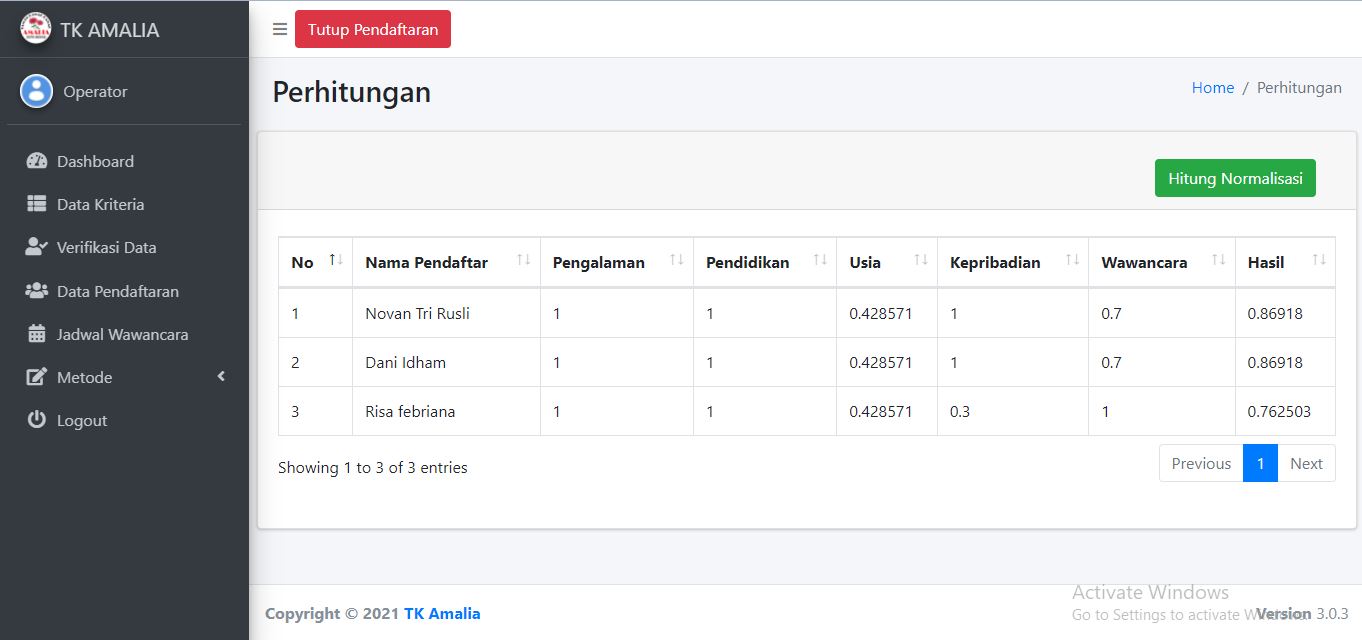 TK AMALIA
Tutup Pendaftaran
Operator
Perhitungan
Home / Perhitungan
Dashboard
Data Kriteria
Verifikasi Data
Data Pendaftaran
Jadwal Wawancara
Metode
Logout
Hitung Normalisasi
No Nama Pendaftar Pengalaman Pendidikan Usia Kepribadian Wawancara Hasil
1 Novan Tri Rusli 1 1 0.428571 1 0.7 0.86918
2 Dani Idham 1 1 0.428571 1 0.7 0.86918
3 Risa febriana 1 1 0.428571 0.3 1 0.762503
Showing 1 to 3 of 3 entries
Previous 1 Next
Activate Windows
Go to Settings to activate Windows.
Copyright © 2021 TK Amalia
Version 3.0.3